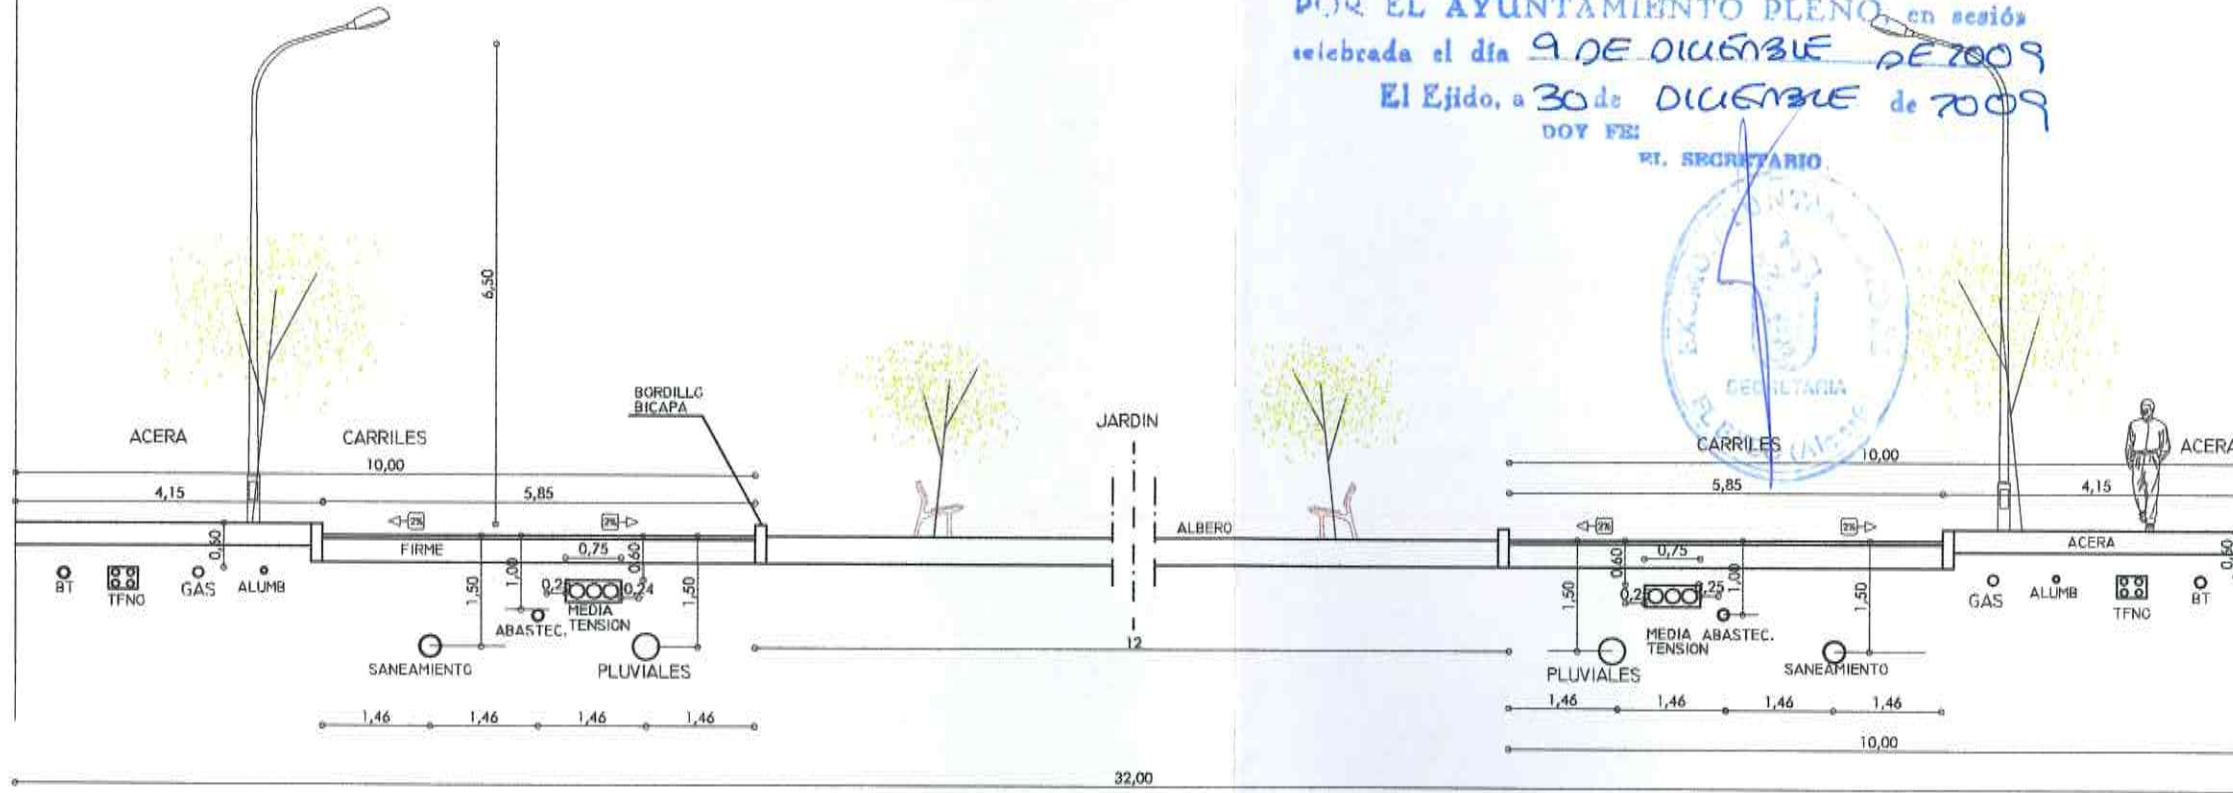 POR EL AYUNTAMIENTO PLENO, en sesión
celebrada el día 9 DE DICIEMBRE DE 2009
El Ejido, a 30 de DICIEMBRE de 2009
DOY FE:
EL SECRETARIO
SECRETARIA
6,50
BORDILLO
BICAPA
JARDIN
ACERA
CARRILES
CARRILES
ACERA
10,00
10,00
4,15
5,85
5,85
4,15
2%
2%
ALBERO
2%
2%
FIRME
ACERA
0,60
1,50
1,00
0,75
0,60
1,50
0,25
0,24
1,50
0,60
0,75
1,00
1,50
0,25
0,60
BT
TFNO
GAS
ALUMB
MEDIA
TENSION
ABASTEC.
SANEAMIENTO
PLUVIALES
12
MEDIA
TENSION
ABASTEC.
PLUVIALES
SANEAMIENTO
GAS
ALUMB
TFNO
BT
1,46
1,46
1,46
1,46
1,46
1,46
1,46
1,46
10,00
32,00